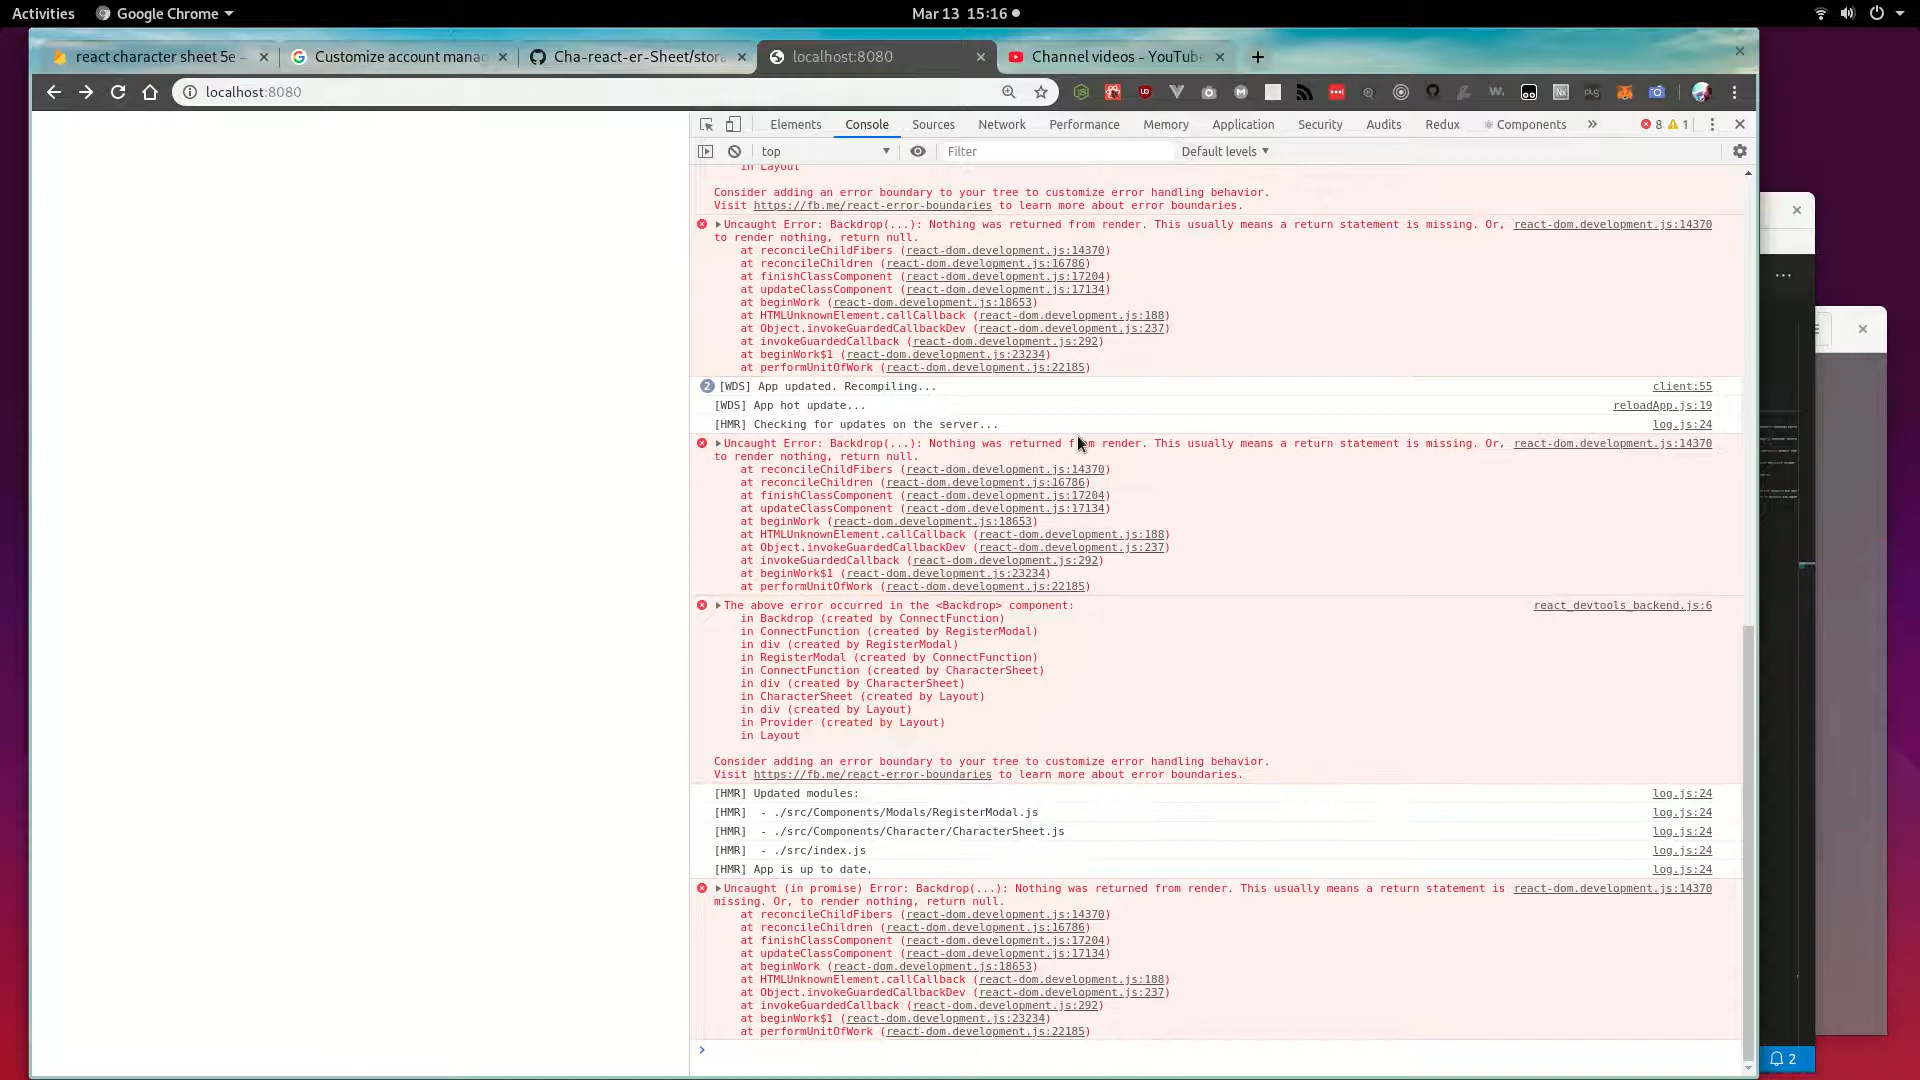 Activities
Google Chrome
Mar 13 15:16
react character sheet 5e –
Customize account mana
Cha-react-er-Sheet/stora
localhost:8080
Channel videos - YouTube
localhost:8080
Elements
Console
Sources
Network
Performance
Memory
Application
Security
Audits
Redux
Components
8
1
top
Filter
Default levels
in Layout
Consider adding an error boundary to your tree to customize error handling behavior.
Visit https://fb.me/react-error-boundaries to learn more about error boundaries.
Uncaught Error: Backdrop(...): Nothing was returned from render. This usually means a return statement is missing. Or, react-dom.development.js:14370
to render nothing, return null.
at reconcileChildFibers (react-dom.development.js:14370)
at reconcileChildren (react-dom.development.js:16786)
at finishClassComponent (react-dom.development.js:17204)
at updateClassComponent (react-dom.development.js:17134)
at beginWork (react-dom.development.js:18653)
at HTMLUnknownElement.callCallback (react-dom.development.js:188)
at Object.invokeGuardedCallbackDev (react-dom.development.js:237)
at invokeGuardedCallback (react-dom.development.js:292)
at beginWork$1 (react-dom.development.js:23234)
at performUnitOfWork (react-dom.development.js:22185)
2 [WDS] App updated. Recompiling... client:55
[WDS] App hot update... reloadApp.js:19
[HMR] Checking for updates on the server... log.js:24
Uncaught Error: Backdrop(...): Nothing was returned from render. This usually means a return statement is missing. Or, react-dom.development.js:14370
to render nothing, return null.
at reconcileChildFibers (react-dom.development.js:14370)
at reconcileChildren (react-dom.development.js:16786)
at finishClassComponent (react-dom.development.js:17204)
at updateClassComponent (react-dom.development.js:17134)
at beginWork (react-dom.development.js:18653)
at HTMLUnknownElement.callCallback (react-dom.development.js:188)
at Object.invokeGuardedCallbackDev (react-dom.development.js:237)
at invokeGuardedCallback (react-dom.development.js:292)
at beginWork$1 (react-dom.development.js:23234)
at performUnitOfWork (react-dom.development.js:22185)
The above error occurred in the <Backdrop> component: react_devtools_backend.js:6
in Backdrop (created by ConnectFunction)
in ConnectFunction (created by RegisterModal)
in div (created by RegisterModal)
in RegisterModal (created by ConnectFunction)
in ConnectFunction (created by CharacterSheet)
in div (created by CharacterSheet)
in CharacterSheet (created by Layout)
in div (created by Layout)
in Provider (created by Layout)
in Layout
Consider adding an error boundary to your tree to customize error handling behavior.
Visit https://fb.me/react-error-boundaries to learn more about error boundaries.
[HMR] Updated modules: log.js:24
[HMR] - ./src/Components/Modals/RegisterModal.js log.js:24
[HMR] - ./src/Components/Character/CharacterSheet.js log.js:24
[HMR] - ./src/index.js log.js:24
[HMR] App is up to date. log.js:24
Uncaught (in promise) Error: Backdrop(...): Nothing was returned from render. This usually means a return statement is react-dom.development.js:14370
missing. Or, to render nothing, return null.
at reconcileChildFibers (react-dom.development.js:14370)
at reconcileChildren (react-dom.development.js:16786)
at finishClassComponent (react-dom.development.js:17204)
at updateClassComponent (react-dom.development.js:17134)
at beginWork (react-dom.development.js:18653)
at HTMLUnknownElement.callCallback (react-dom.development.js:188)
at Object.invokeGuardedCallbackDev (react-dom.development.js:237)
at invokeGuardedCallback (react-dom.development.js:292)
at beginWork$1 (react-dom.development.js:23234)
at performUnitOfWork (react-dom.development.js:22185)
2